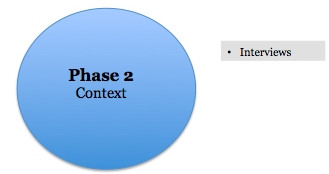 Phase 2
Context
• Interviews